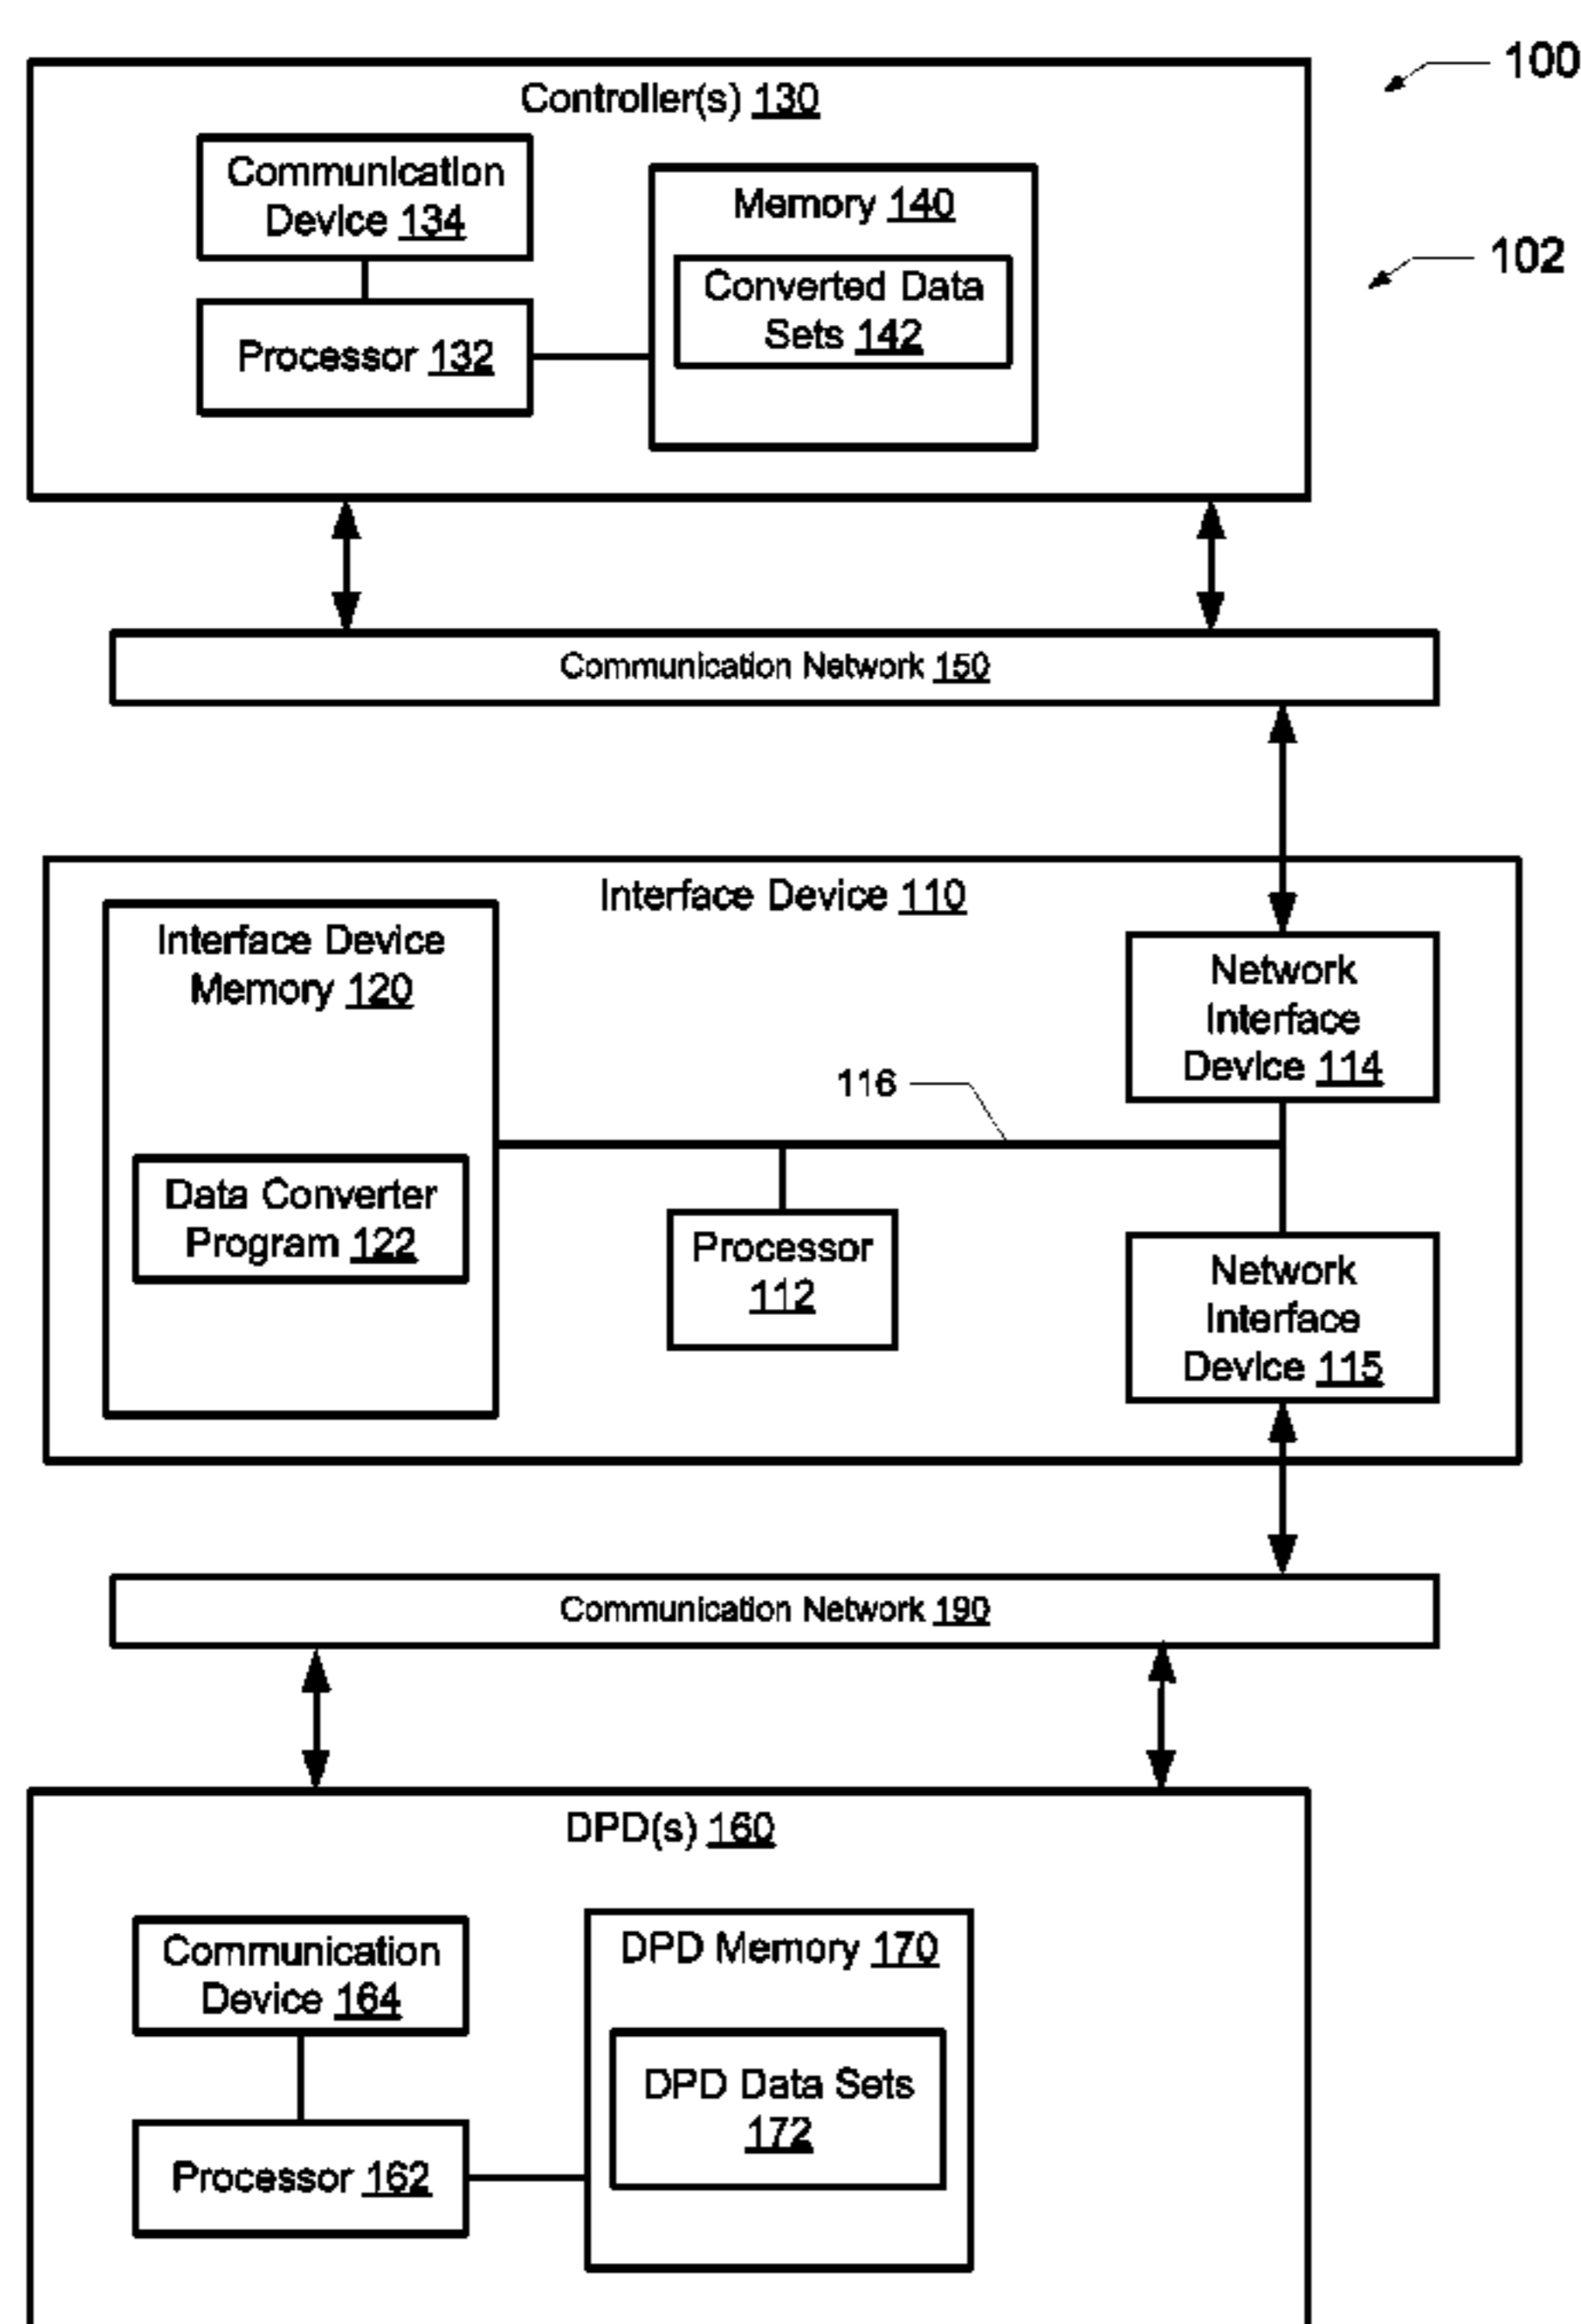 100
Controller(s) 130
Communication
Device 134
Memory 140
102
Converted Data
Sets 142
Processor 132
Communication Network 150
Interface Device 110
Interface Device
Memory 120
Network
Interface
Device 114
116
Data Converter
Program 122
Processor
112
Network
Interface
Device 115
Communication Network 190
DPD(s) 160
Communication
Device 164
DPD Memory 170
DPD Data Sets
172
Processor 162